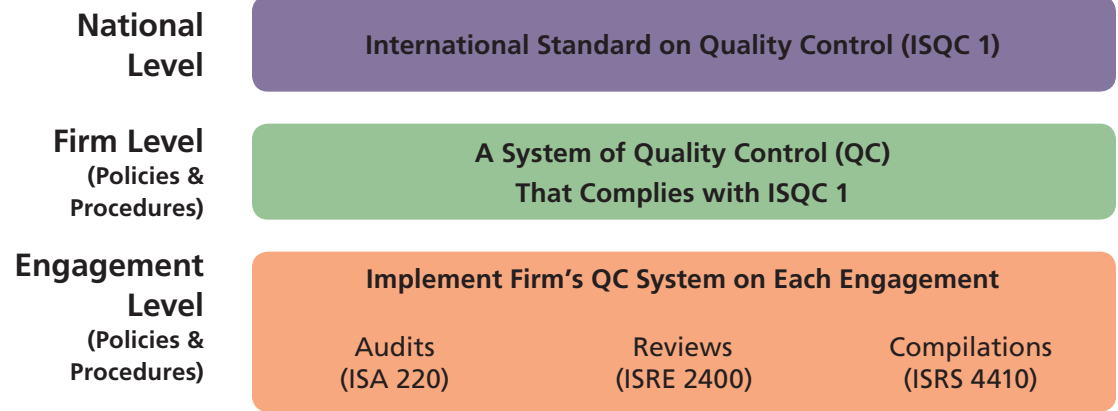 National
Level
International Standard on Quality Control (ISQC 1)
Firm Level
(Policies &
Procedures)
A System of Quality Control (QC)
That Complies with ISQC 1
Engagement
Level
(Policies &
Procedures)
Implement Firm’s QC System on Each Engagement
Audits
(ISA 220)
Reviews
(ISRE 2400)
Compilations
(ISRS 4410)